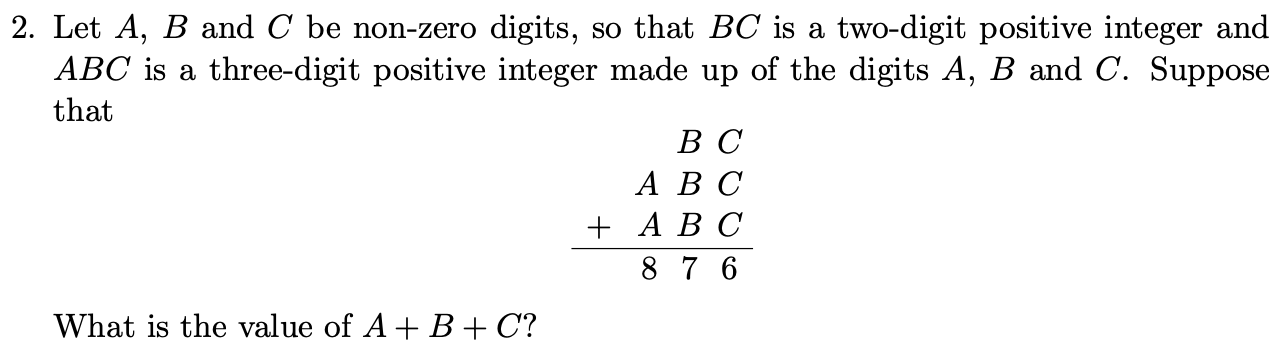 2. Let A, B and C be non-zero digits, so that BC is a two-digit positive integer and
ABC is a three-digit positive integer made up of the digits A, B and C. Suppose
that
B C
A B C
+ A B C
8 7 6
What is the value of A + B + C?